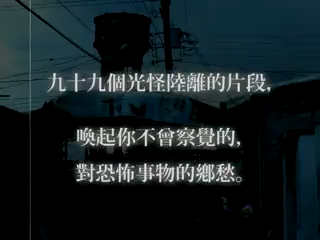 九十九個光怪陸離的片段,
喚起你不曾察覺的,
對恐怖事物的鄉愁。